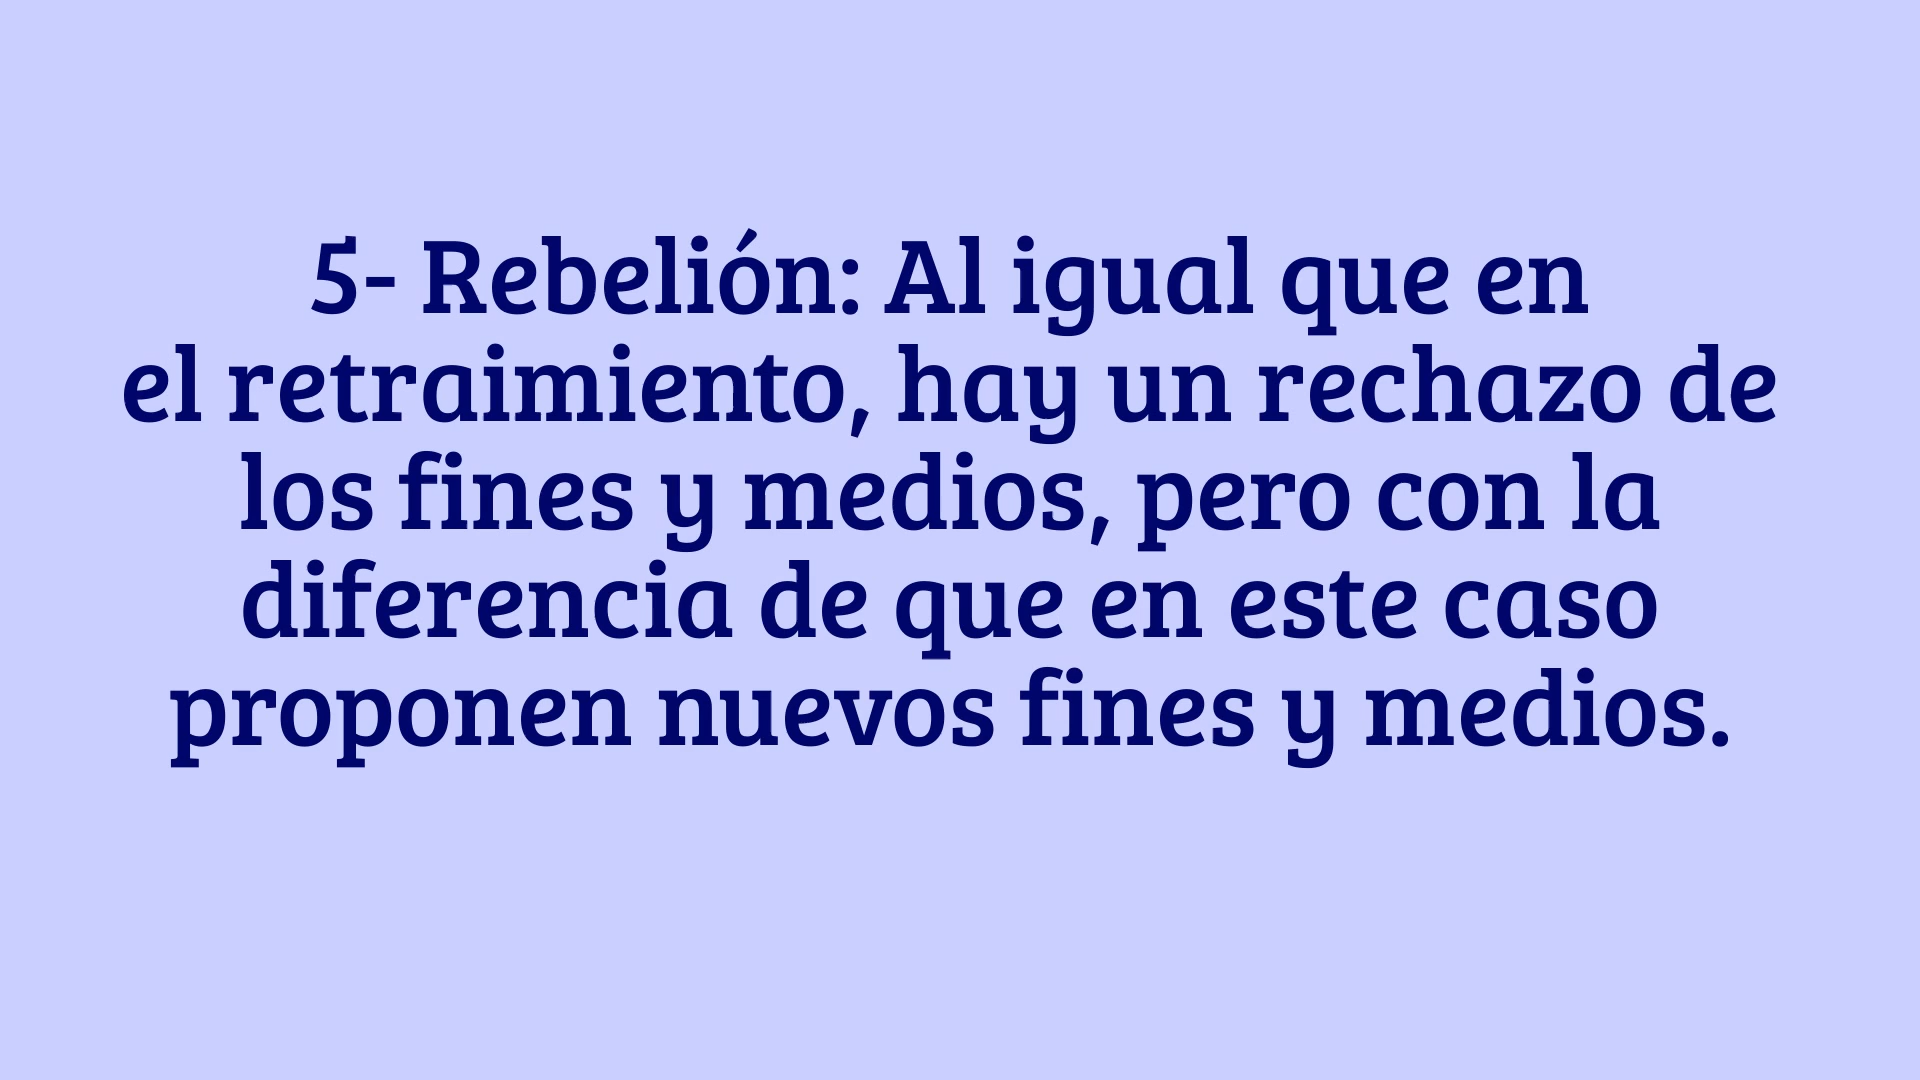 5- Rebelión: Al igual que en
el retraimiento, hay un rechazo de
los fines y medios, pero con la
diferencia de que en este caso
proponen nuevos fines y medios.